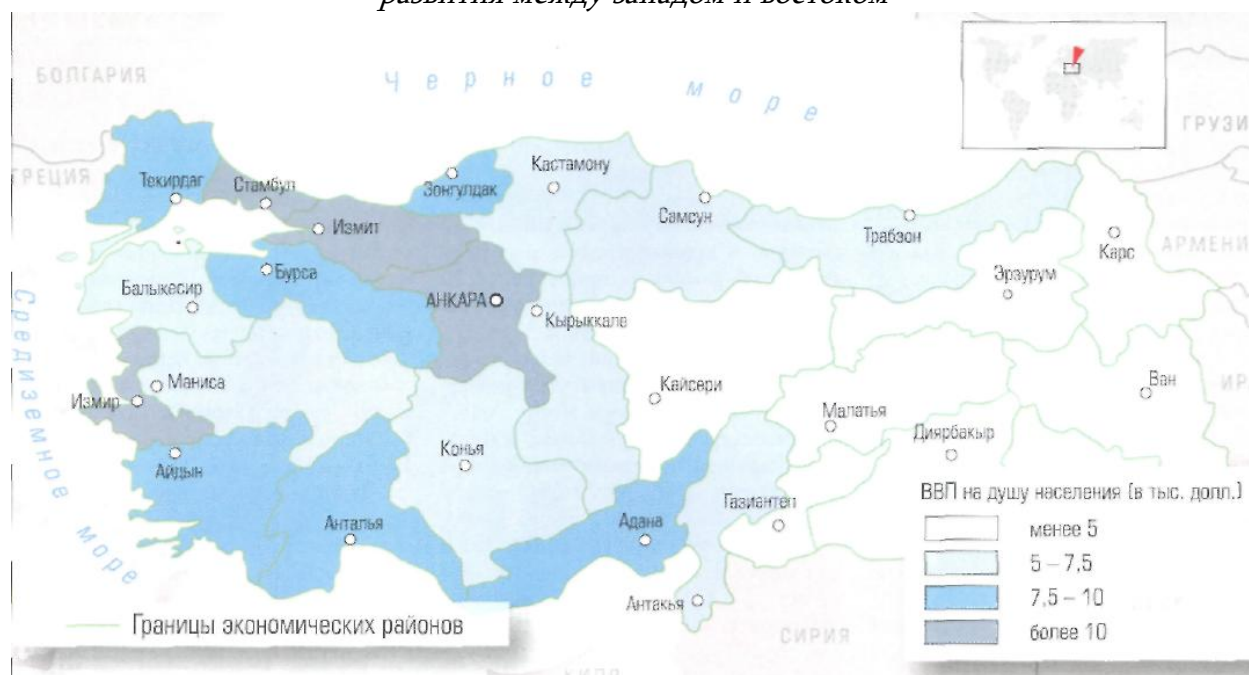 развития между западом и востоком
БОЛГАРИЯ
Черное море
ГРУЗИ
ГРЕЦИЯ
Текирдаг
Стамбул
Зонгулдак
Кастамону
Измит
Самсун
Трабзон
Карс
АРМЕНИ
Бурса
Эрзурум
Балыкесир
АНКАРА
Кырыккале
Средиземное море
Маниса
Измир
Кайсери
Ван
ИР
Малатья
Диярбакыр
Айдын
Конья
Газиантеп
Анталья
Адана
Антакья
СИРИЯ
ВВП на душу населения (в тыс. долл.)
менее 5
5 – 7,5
7,5 – 10
более 10
Границы экономических районов